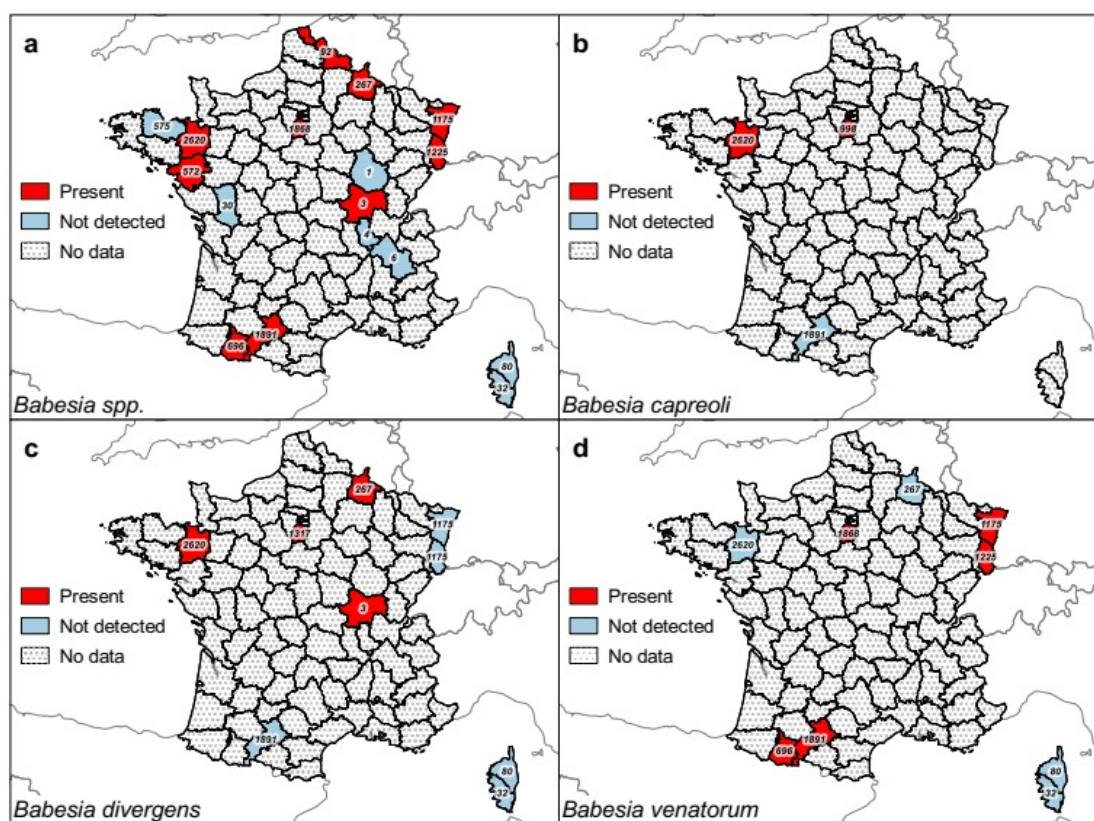 a
92
267
1868
1175
1225
575
2620
572
30
1
3
4
6
1891
696
80
32
Present
Not detected
No data
Babesia spp.
b
2620
998
1891
Present
Not detected
No data
Babesia capreoli
c
267
1317
2620
1175
1175
3
1891
Present
Not detected
No data
Babesia divergens
d
267
1868
2620
1175
1225
696
1891
80
32
Present
Not detected
No data
Babesia venatorum